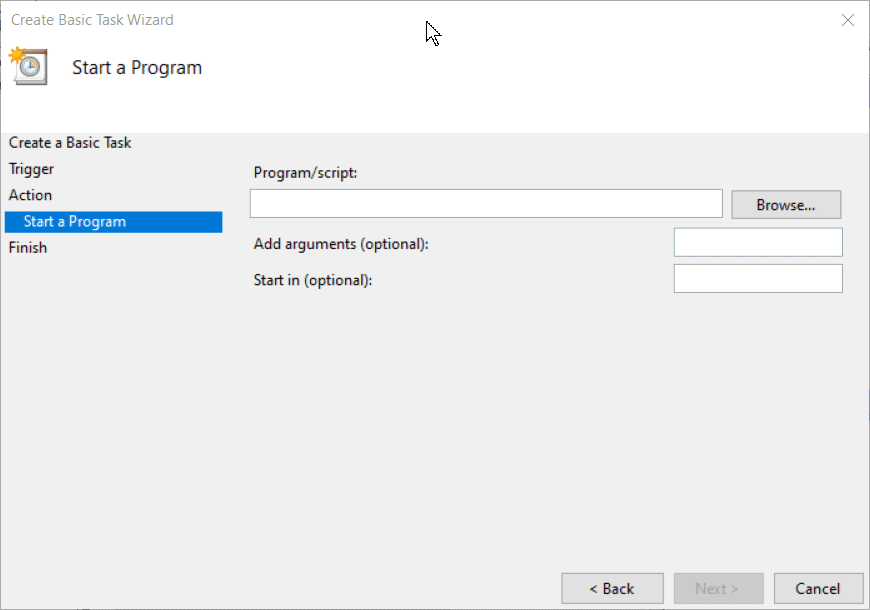 Create Basic Task Wizard
Start a Program
Create a Basic Task
Trigger
Action
Start a Program
Finish
Program/script:
Browse...
Add arguments (optional):
Start in (optional):
< Back
Next >
Cancel